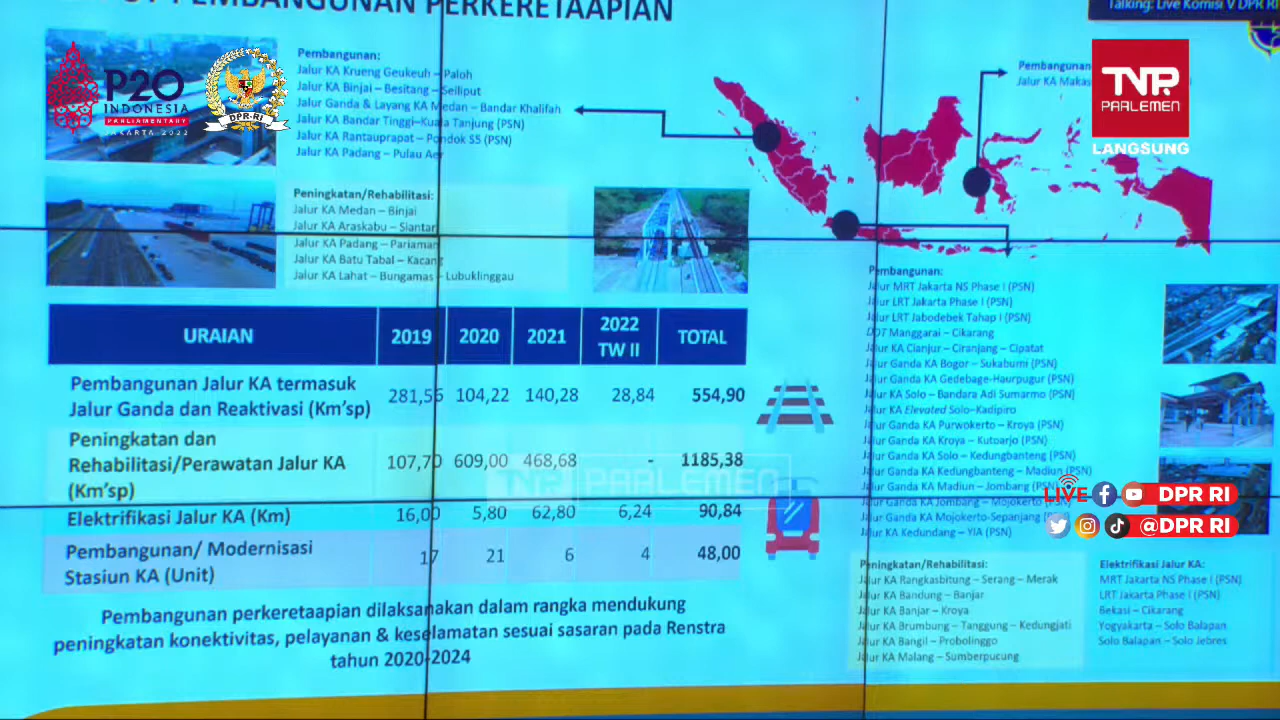 PEMBANGUNAN PERKERETAAPIAN
Talking: Live Komisi V DPR RI
P20
INDONESIA
PARLIAMENTARY
JAKARTA 2022
DPR-RI
TVP.
PARLEMEN
LANGSUNG
Pembangunan:
Jalur KA Krueng Geukeuh – Paloh
Jalur KA Binjai – Besitang – Seiliput
Jalur Ganda & Layang KA Medan – Bandar Khalifah
Jalur KA Bandar Tinggi-Kuala Tanjung (PSN)
Jalur KA Rantauprapat – Pondok S5 (PSN)
Jalur KA Padang – Pulau Aer
Pembangunan
Jalur KA Makas
Peningkatan/Rehabilitasi:
Jalur KA Medan – Binjai
Jalur KA Araskabu – Siantar
Jalur KA Padang – Pariaman
Jalur KA Batu Tabal – Kacang
Jalur KA Lahat – Bungamas – Lubuklinggau
URAIAN 2019 2020 2021 2022 TW II TOTAL
Pembangunan Jalur KA termasuk
Jalur Ganda dan Reaktivasi (Km'sp) 281,56 104,22 140,28 28,84 554,90
Peningkatan dan
Rehabilitasi/Perawatan Jalur KA
(Km'sp) 107,70 609,00 468,68 - 1185,38
Elektrifikasi Jalur KA (Km) 16,00 5,80 62,80 6,24 90,84
Pembangunan/ Modernisasi
Stasiun KA (Unit) 17 21 6 4 48,00
Pembangunan perkeretaapian dilaksanakan dalam rangka mendukung
peningkatan konektivitas, pelayanan & keselamatan sesuai sasaran pada Renstra
tahun 2020-2024
Pembangunan:
Jalur MRT Jakarta NS Phase I (PSN)
Jalur LRT Jakarta Phase I (PSN)
Jalur LRT Jabodebek Tahap I (PSN)
DDT Manggarai – Cikarang
Jalur KA Cianjur – Ciranjang – Cipatat
Jalur Ganda KA Bogor – Sukabumi (PSN)
Jalur Ganda KA Gedebage-Haurpugur (PSN)
Jalur KA Solo – Bandara Adi Sumarmo (PSN)
Jalur KA Elevated Solo-Kadipiro
Jalur Ganda KA Purwokerto – Kroya (PSN)
Jalur Ganda KA Kroya – Kutoarjo (PSN)
Jalur Ganda KA Solo – Kedungbanteng (PSN)
Jalur Ganda KA Kedungbanteng – Madiun (PSN)
Jalur Ganda KA Madiun – Jombang (PSN)
Jalur Ganda KA Jombang – Mojokerto
Jalur Ganda KA Mojokerto-Sepanjang
Jalur KA Kedundang – YIA (PSN)
LIVE DPR RI
@DPR RI
TVP PARLEMEN
Peningkatan/Rehabilitasi:
Jalur KA Rangkasbitung – Serang – Merak
Jalur KA Bandung – Banjar
Jalur KA Banjar – Kroya
Jalur KA Brumbung – Tanggung – Kedungjati
Jalur KA Bangil – Probolinggo
Jalur KA Malang – Sumberpucung
Elektrifikasi Jalur KA:
MRT Jakarta NS Phase I (PSN)
LRT Jakarta Phase I (PSN)
Bekasi – Cikarang
Yogyakarta – Solo Balapan
Solo Balapan – Solo Jebres